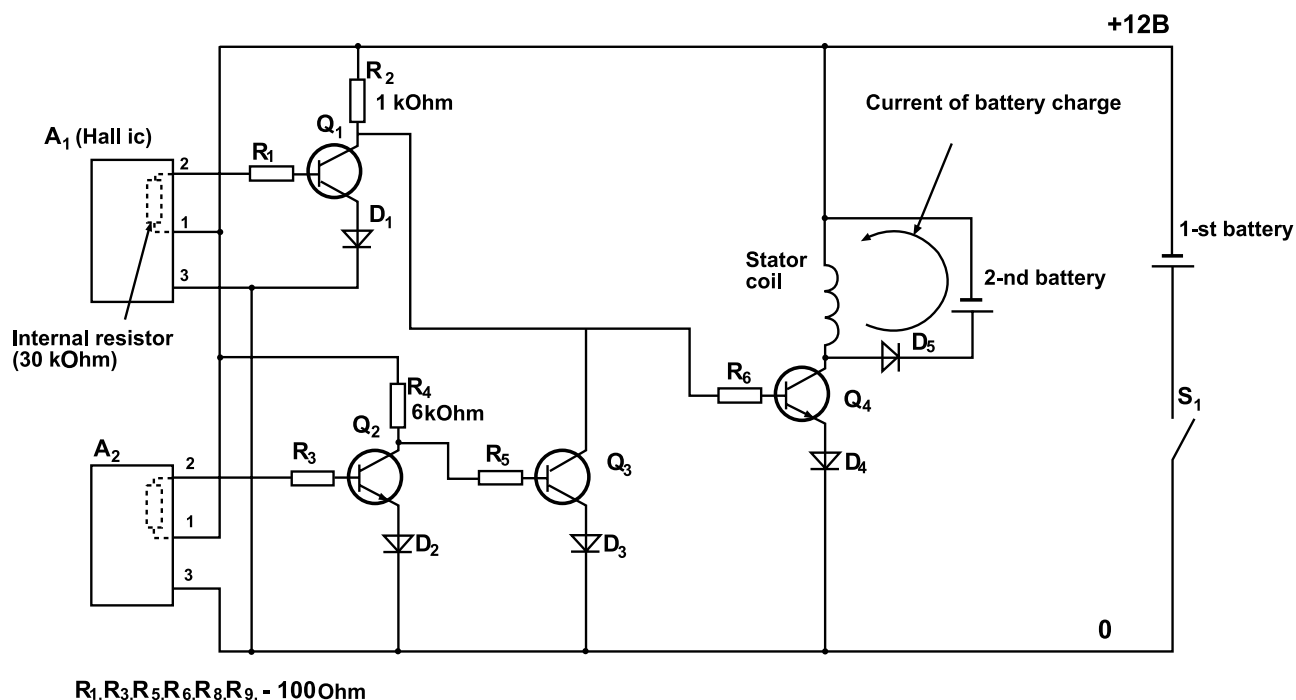 +12B
R2
1 kOhm
Current of battery charge
A1 (Hall ic)
Q1
2
R1
1
D1
1-st battery
3
Stator
coil
2-nd battery
Internal resistor
(30 kOhm)
D5
R6
R4
6kOhm
Q4
S1
Q2
A2
R3
R5
Q3
2
D4
1
D2
D3
3
0
R1,R3,R5,R6,R8,R9, - 100Ohm